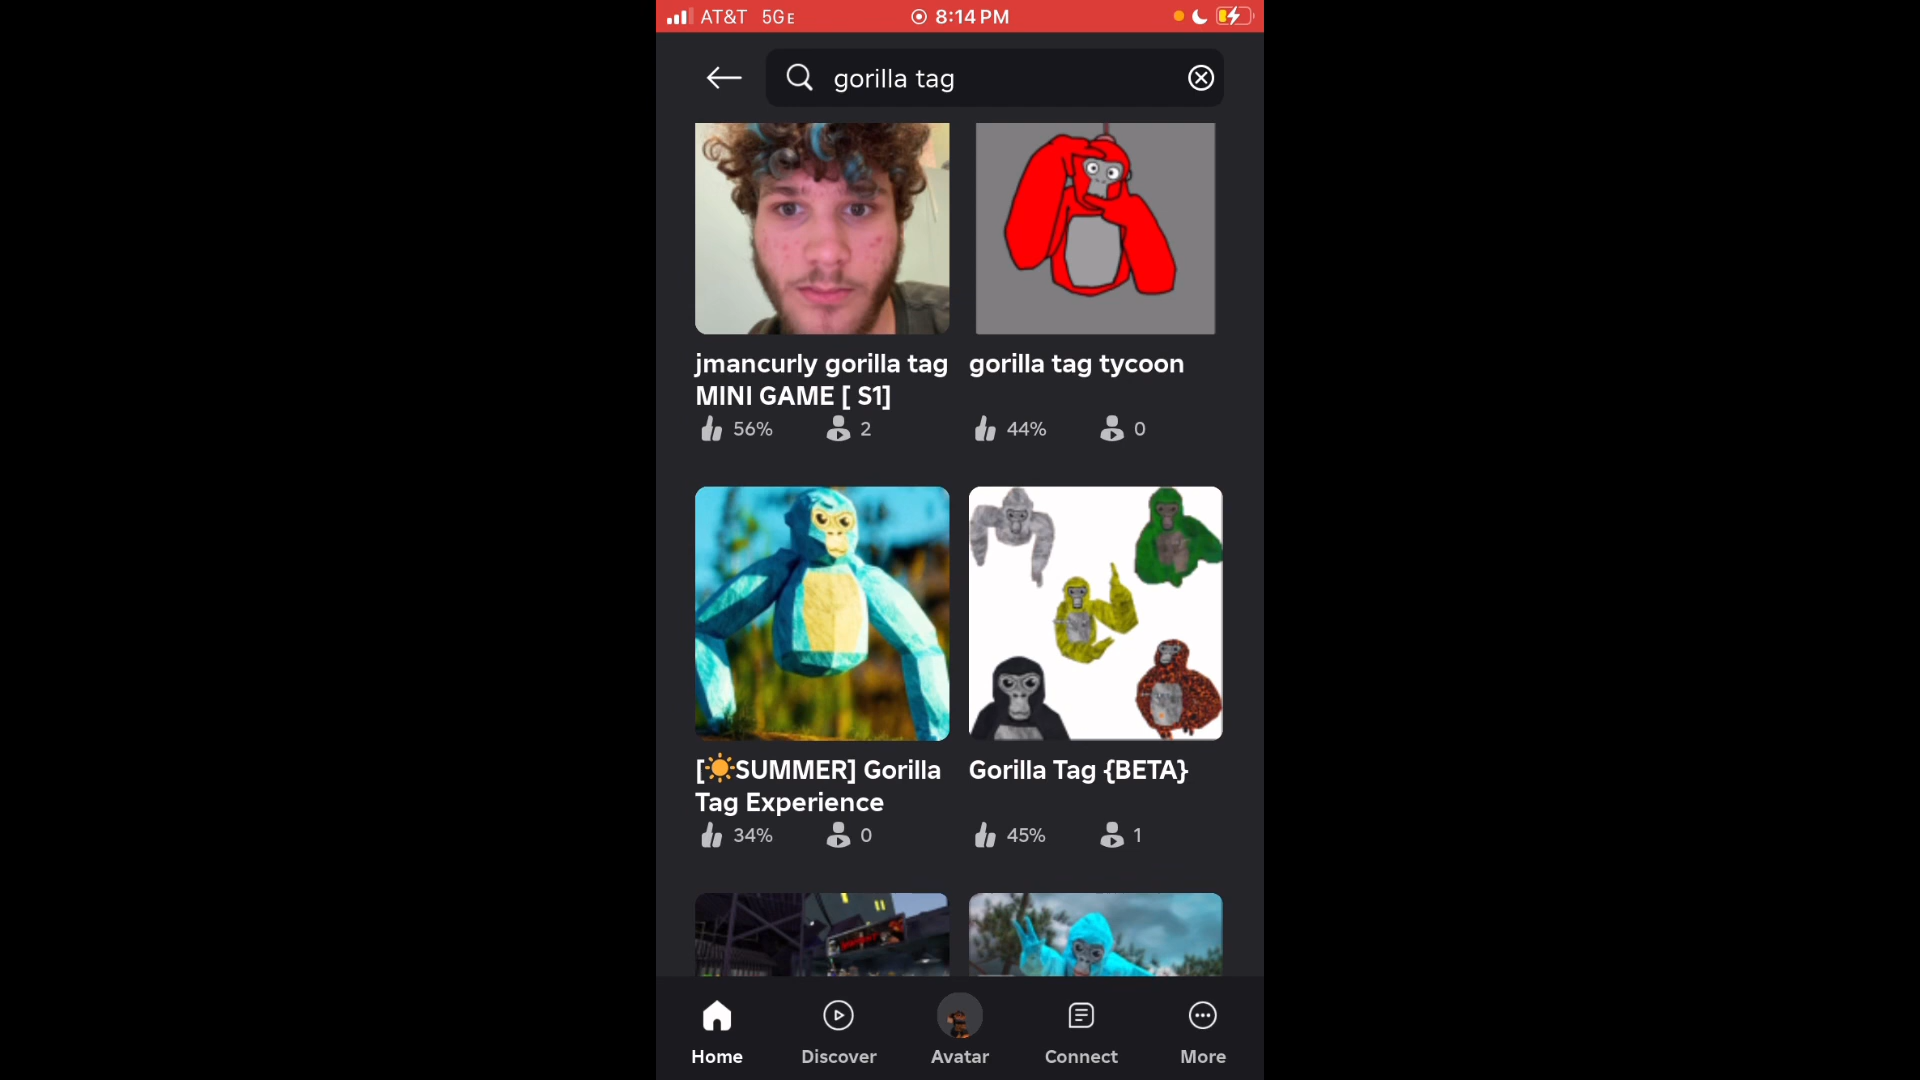 AT&T 5GE 8:14 PM
gorilla tag
jmancurly gorilla tag
MINI GAME [ S1]
56% 2
gorilla tag tycoon
44% 0
[☀️SUMMER] Gorilla
Tag Experience
34% 0
Gorilla Tag {BETA}
45% 1
Home Discover Avatar Connect More